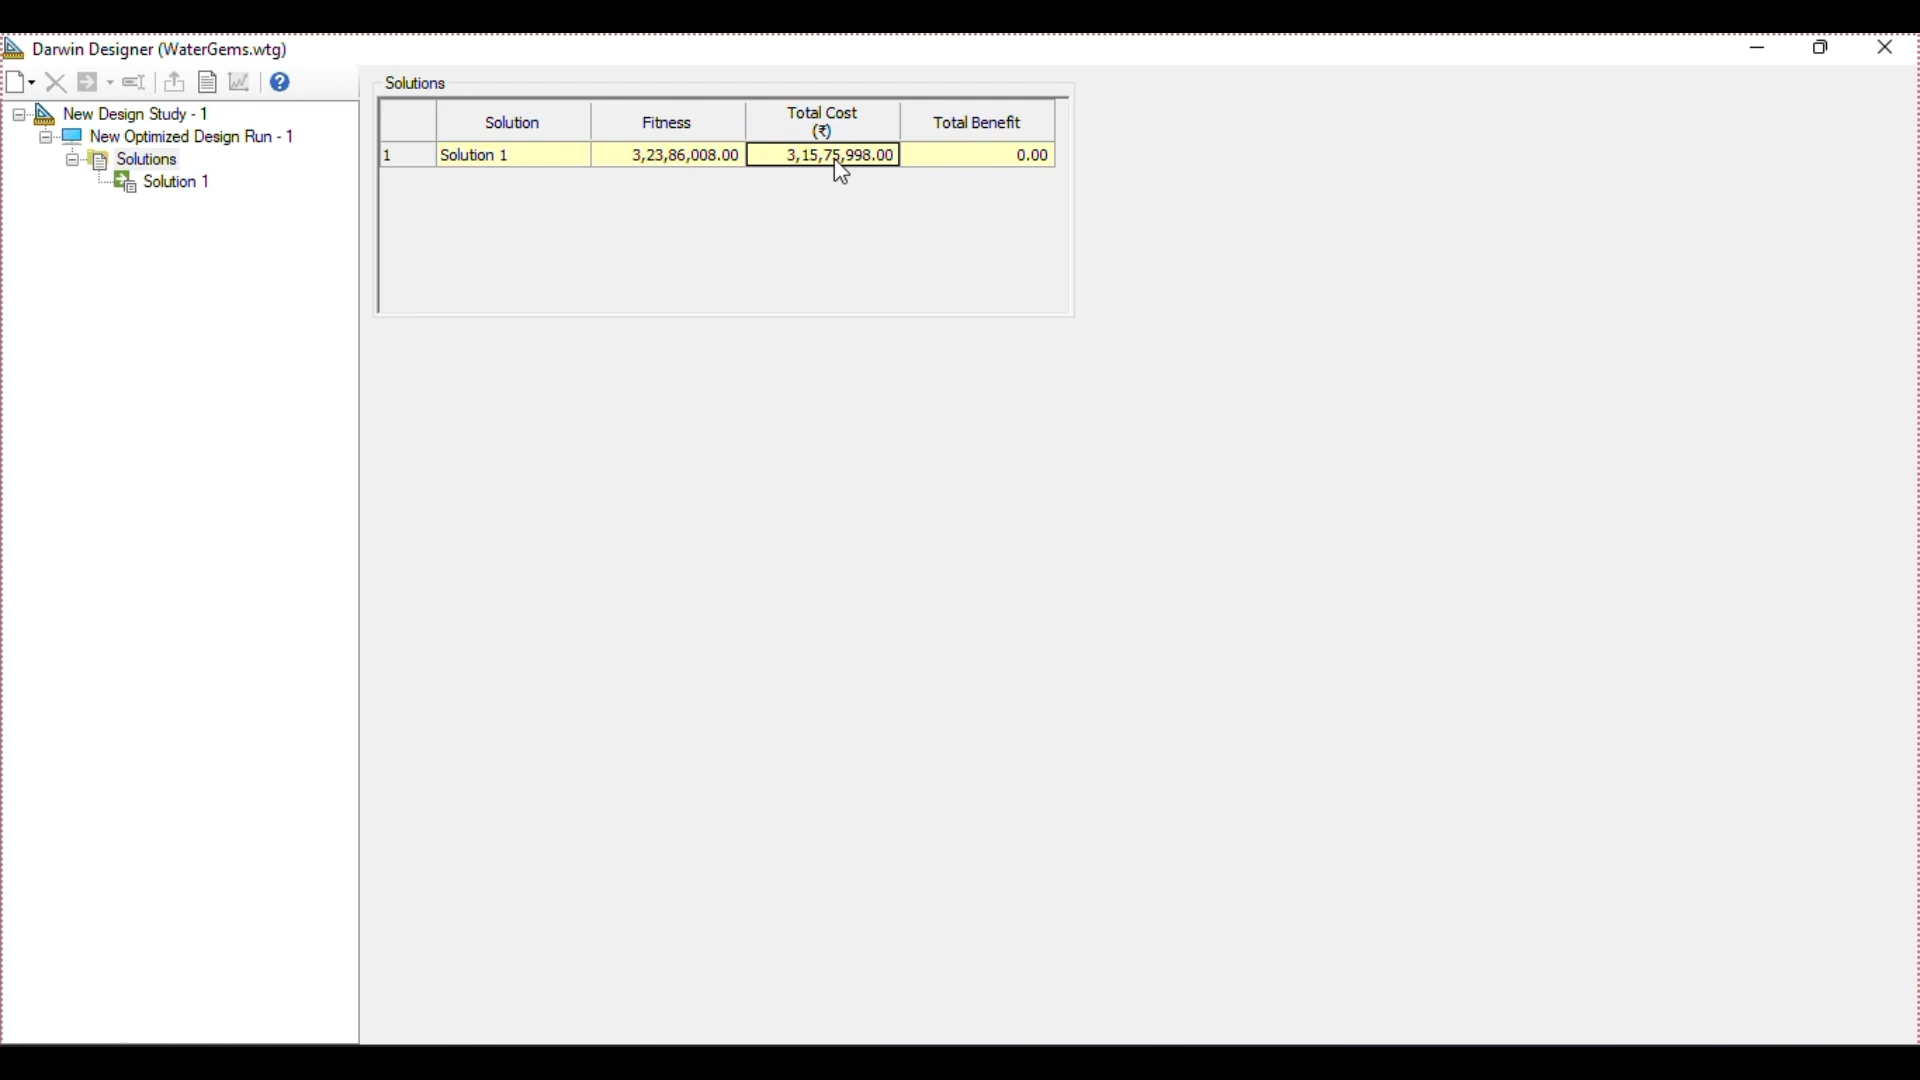 Darwin Designer (WaterGems.wtg)
New Design Study - 1
New Optimized Design Run - 1
Solutions
Solution 1
Solutions
Solution Fitness Total Cost (₹) Total Benefit
1 Solution 1 3,23,86,008.00 3,15,75,998.00 0.00